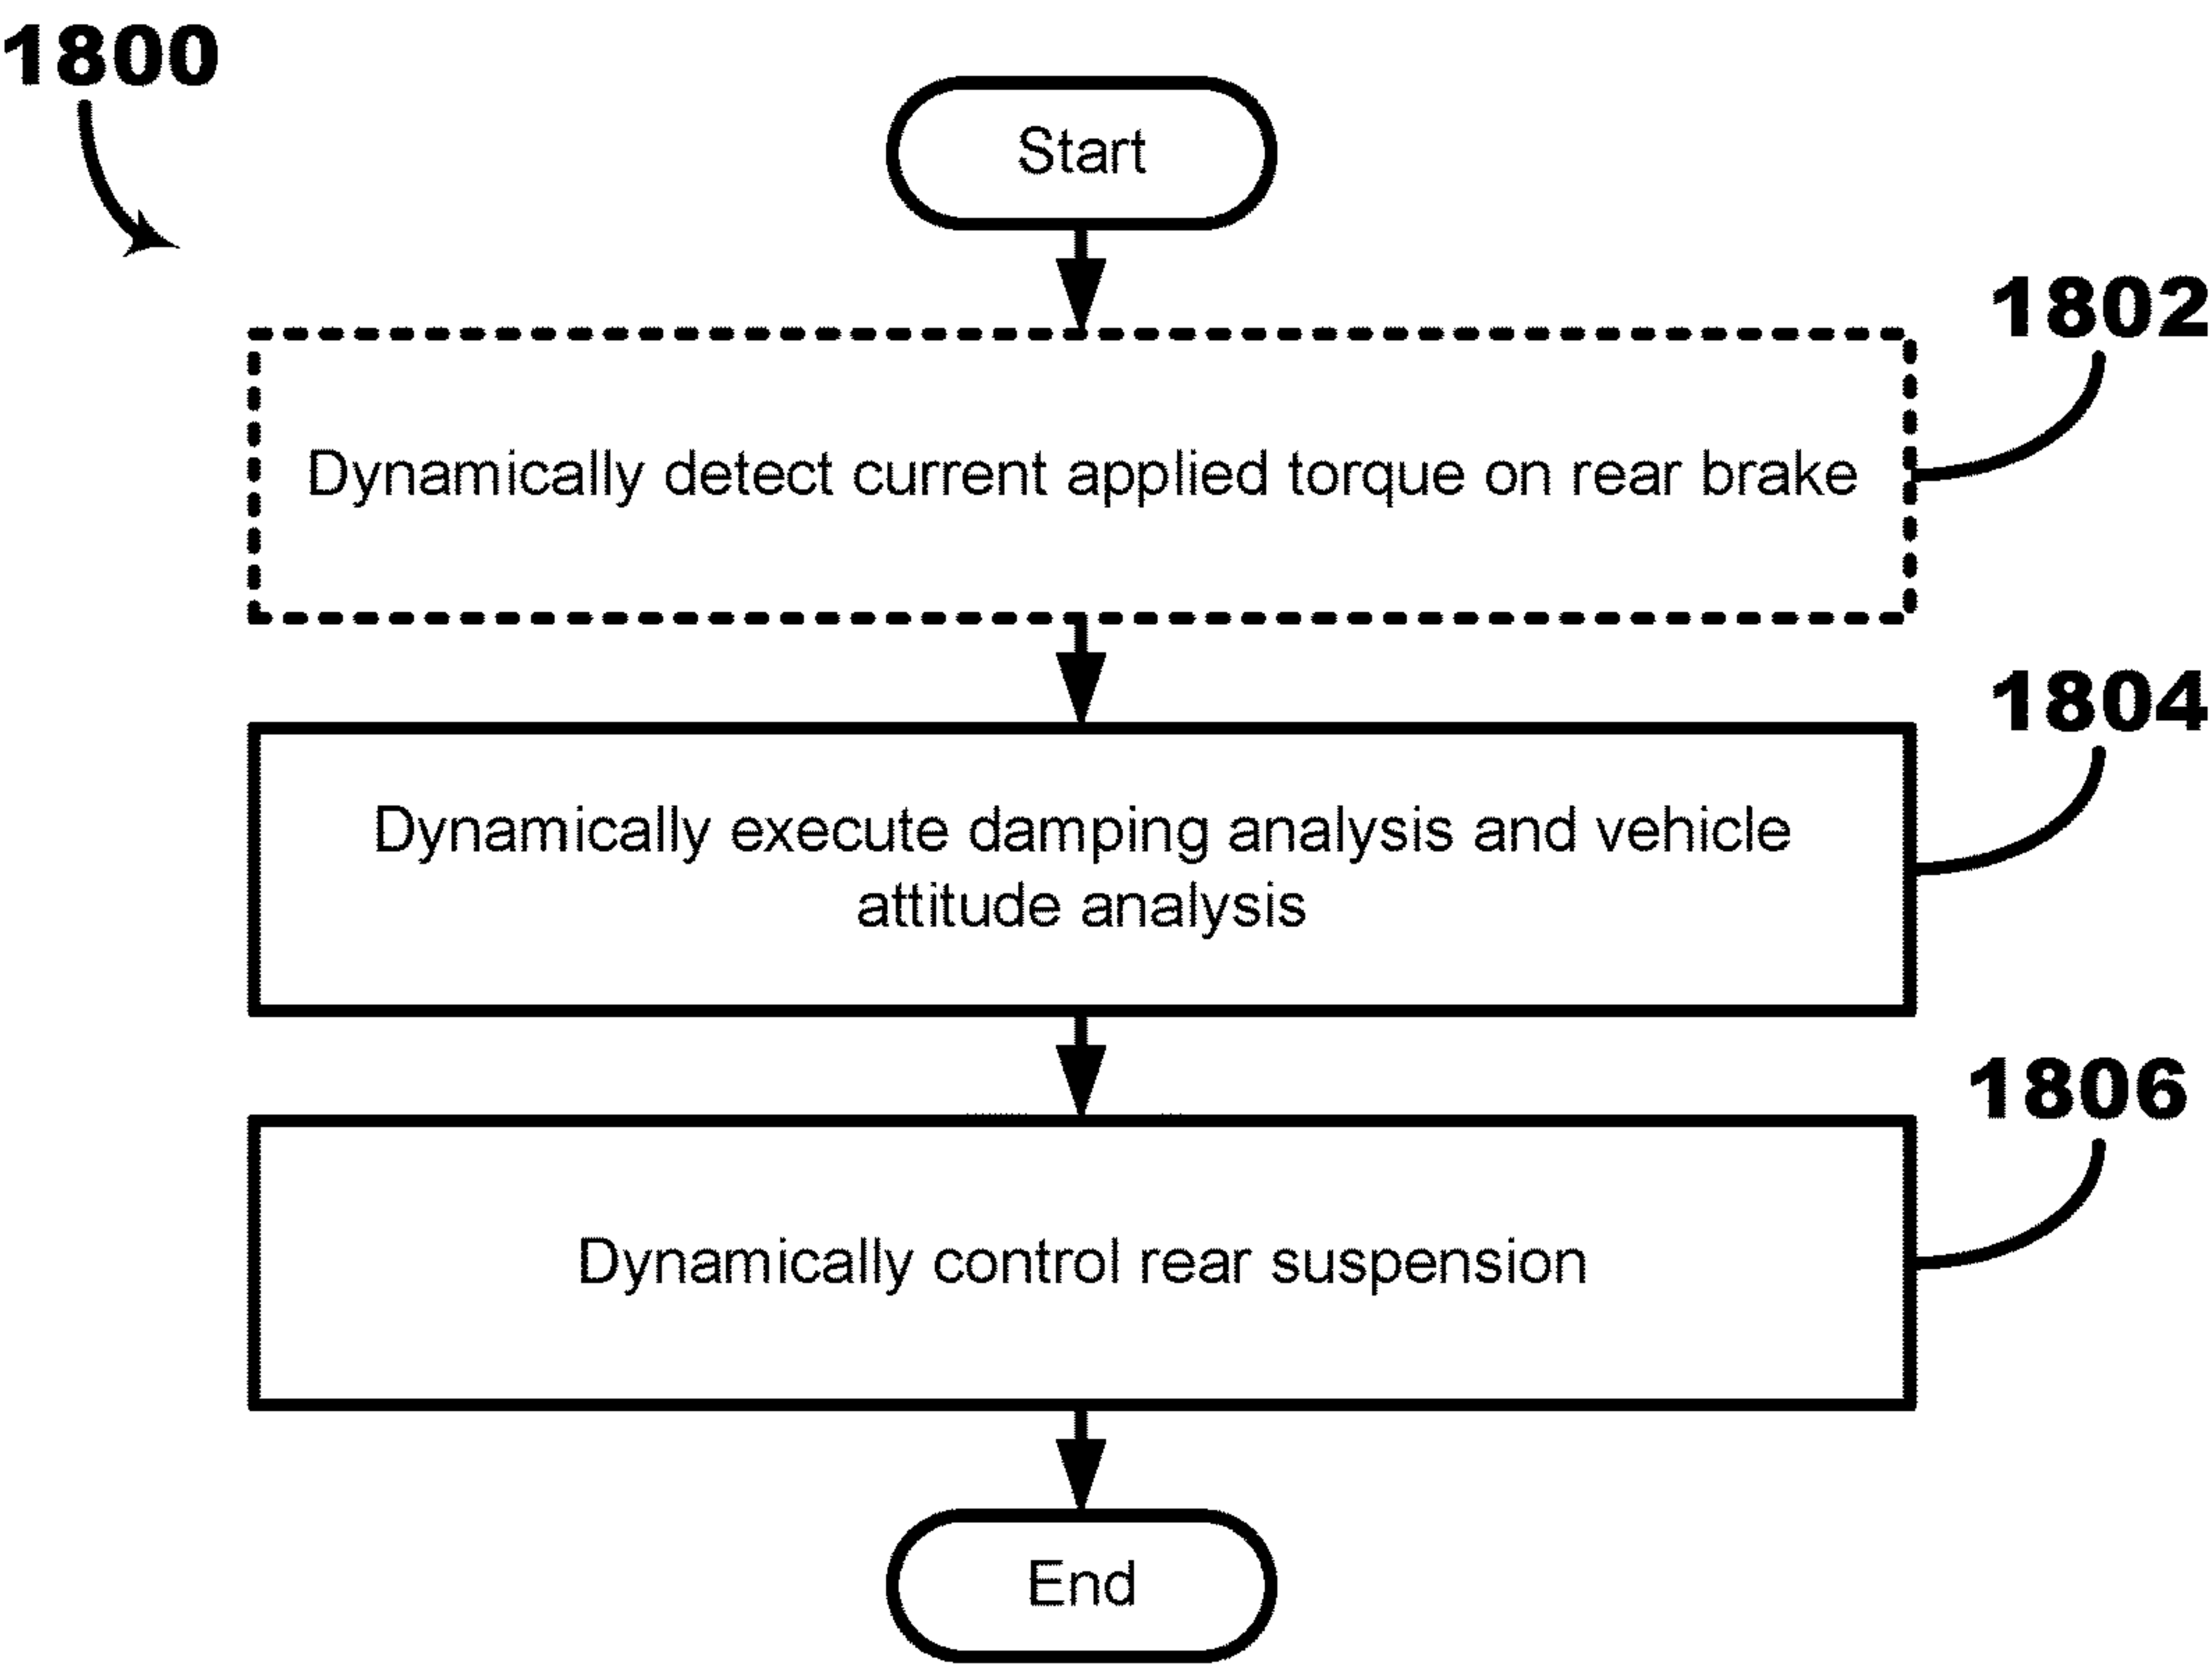 1800
Start
1802
Dynamically detect current applied torque on rear brake
1804
Dynamically execute damping analysis and vehicle
attitude analysis
1806
Dynamically control rear suspension
End